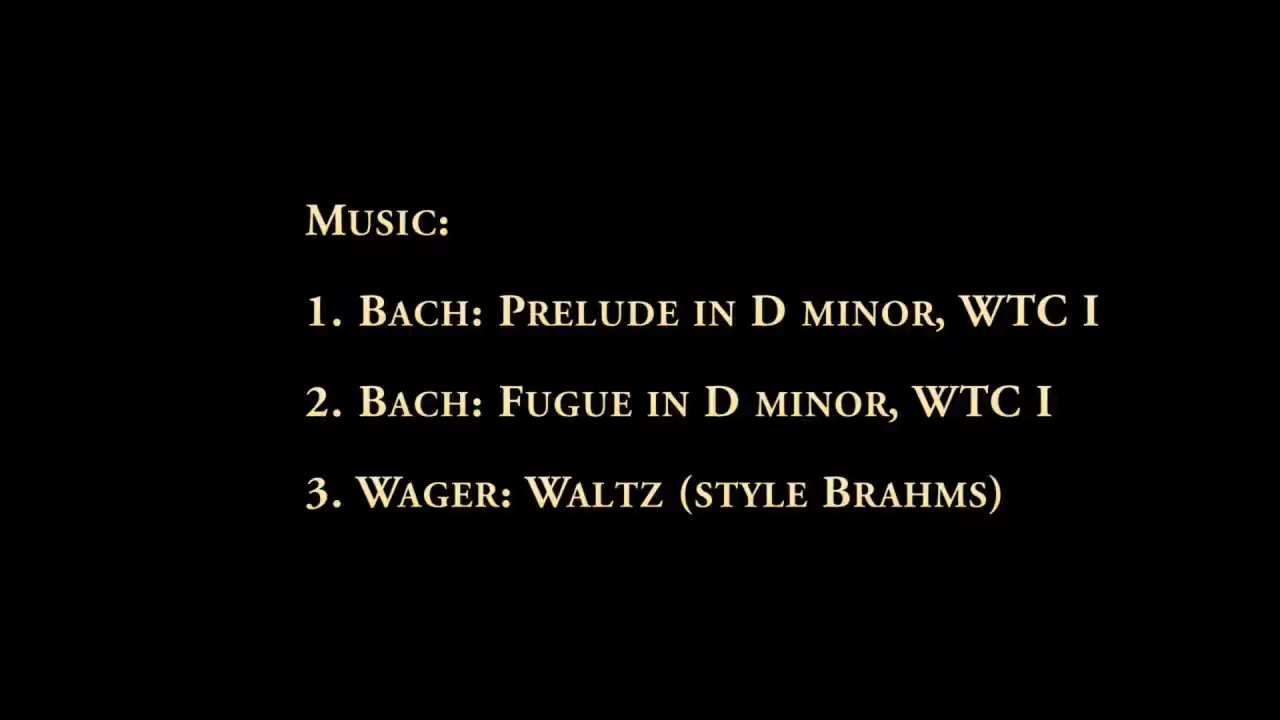 Music:
1. Bach: Prelude in D minor, WTC I
2. Bach: Fugue in D minor, WTC I
3. Wager: Waltz (style Brahms)